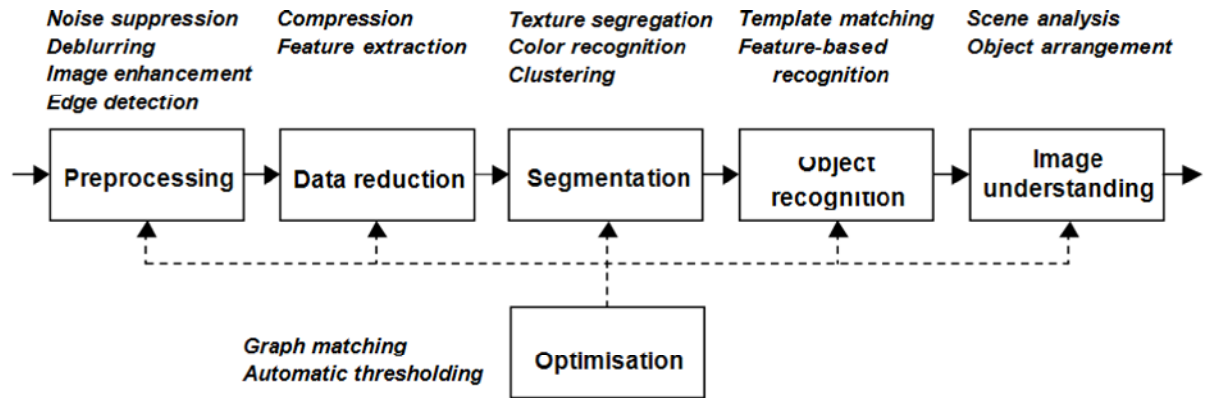 Noise suppression
Deblurring
Image enhancement
Edge detection
Compression
Feature extraction
Texture segregation
Color recognition
Clustering
Template matching
Feature-based
recognition
Scene analysis
Object arrangement
Preprocessing
Data reduction
Segmentation
Object
recognition
Image
understanding
Graph matching
Automatic thresholding
Optimisation